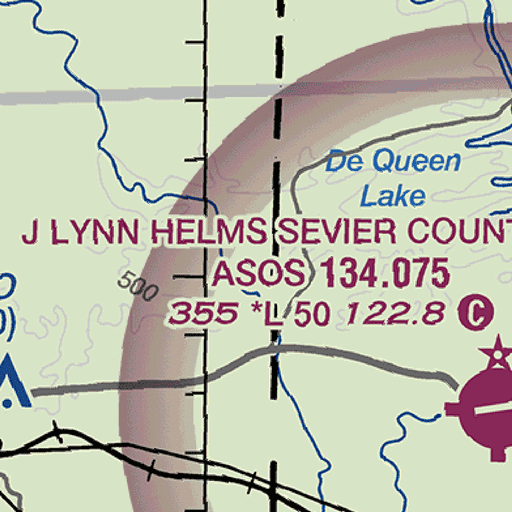 De Queen
Lake
J LYNN HELMS SEVIER COUNT
ASOS 134.075
500
355 *L 50 122.8 C